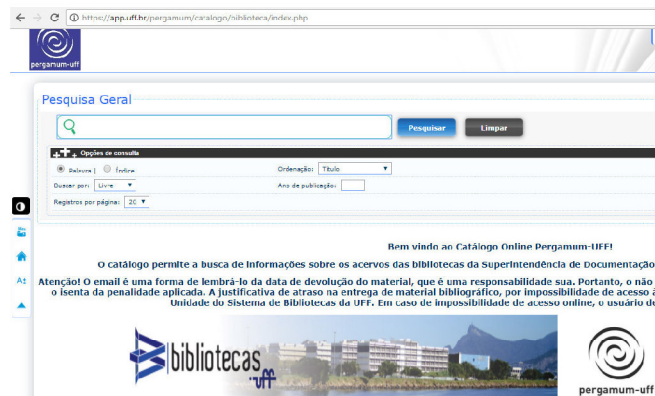 https://app.uff.br/pergamum/catalogo/biblioteca/index.php
pergamum-uff
Pesquisa Geral
Pesquisar
Limpar
Opções de consulta
Palavra | Índice
Ordenação: Título
Buscar por: Livre
Ano de publicação:
Registros por página: 20
Bem vindo ao Catálogo Online Pergamum-UFF!
O catálogo permite a busca de informações sobre os acervos das bibliotecas da Superintendência de Documentação
Atenção! O email é uma forma de lembrá-lo da data de devolução do material, que é uma responsabilidade sua. Portanto, o não
o isenta da penalidade aplicada. A justificativa de atraso na entrega de material bibliográfico, por impossibilidade de acesso à
Unidade do Sistema de Bibliotecas da UFF. Em caso de impossibilidade de acesso online, o usuário de
bibliotecas
uff
pergamum-uff